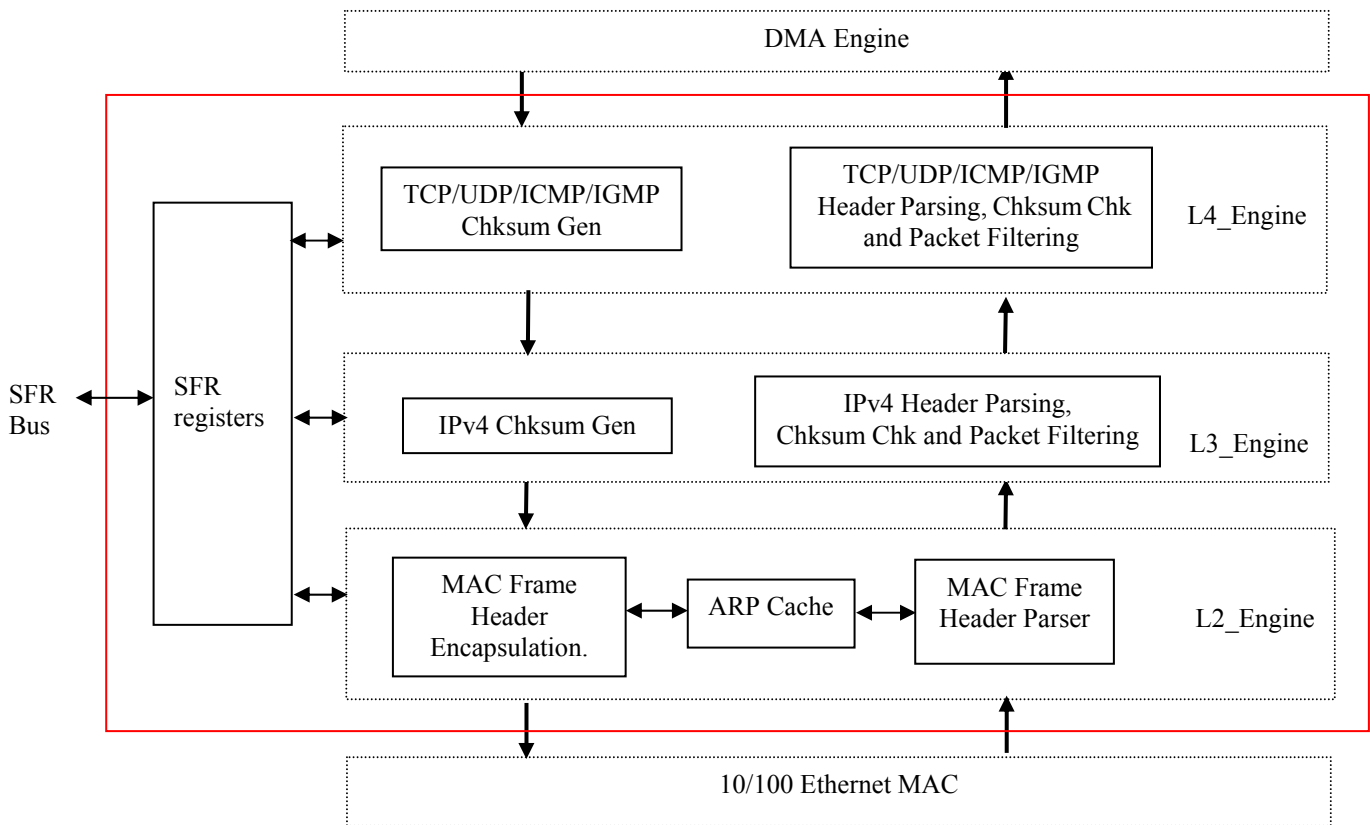 DMA Engine
TCP/UDP/ICMP/IGMP
Chksum Gen
TCP/UDP/ICMP/IGMP
Header Parsing, Chksum Chk
and Packet Filtering
L4_Engine
SFR
Bus
SFR
registers
IPv4 Chksum Gen
IPv4 Header Parsing,
Chksum Chk and Packet Filtering
L3_Engine
MAC Frame
Header
Encapsulation.
ARP Cache
MAC Frame
Header Parser
L2_Engine
10/100 Ethernet MAC